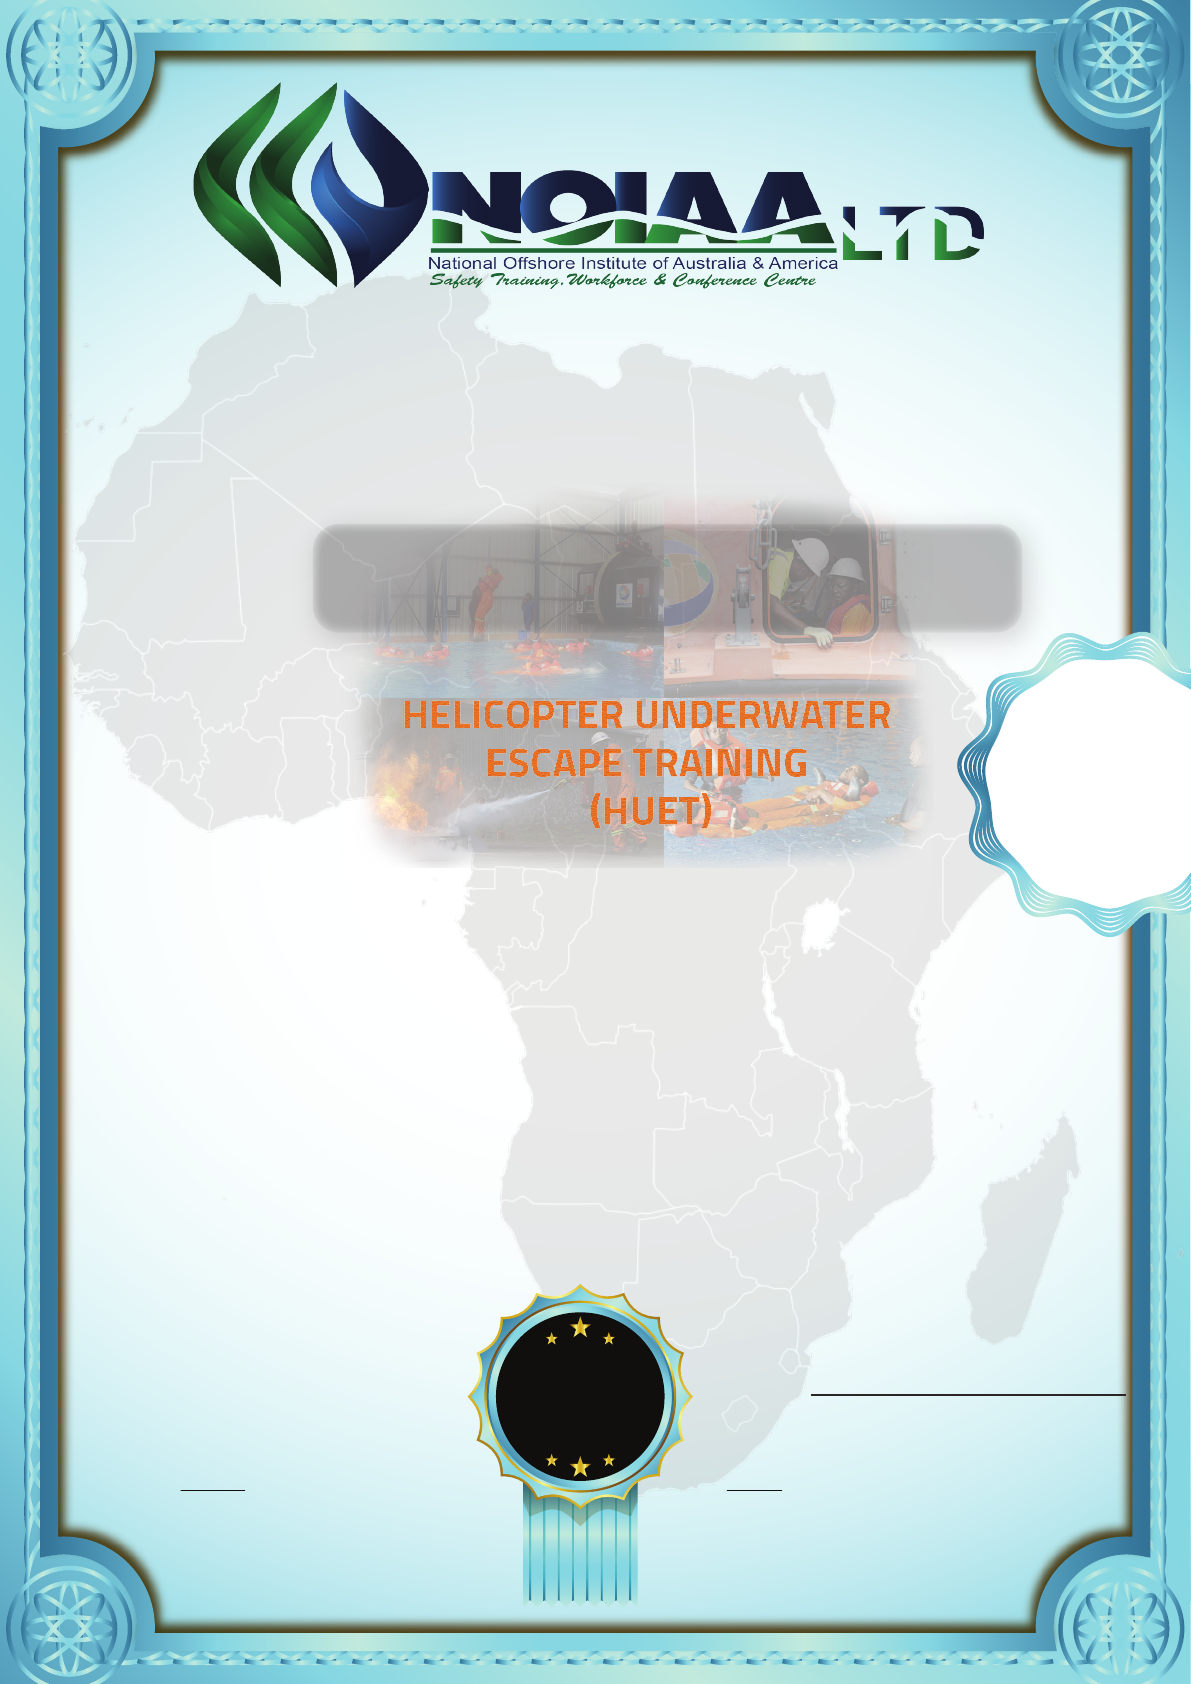 NOIAA LTD
National Offshore Institute of Australia & America
Safety Training, Workforce & Conference Centre
HELICOPTER UNDERWATER
ESCAPE TRAINING
(HUET)